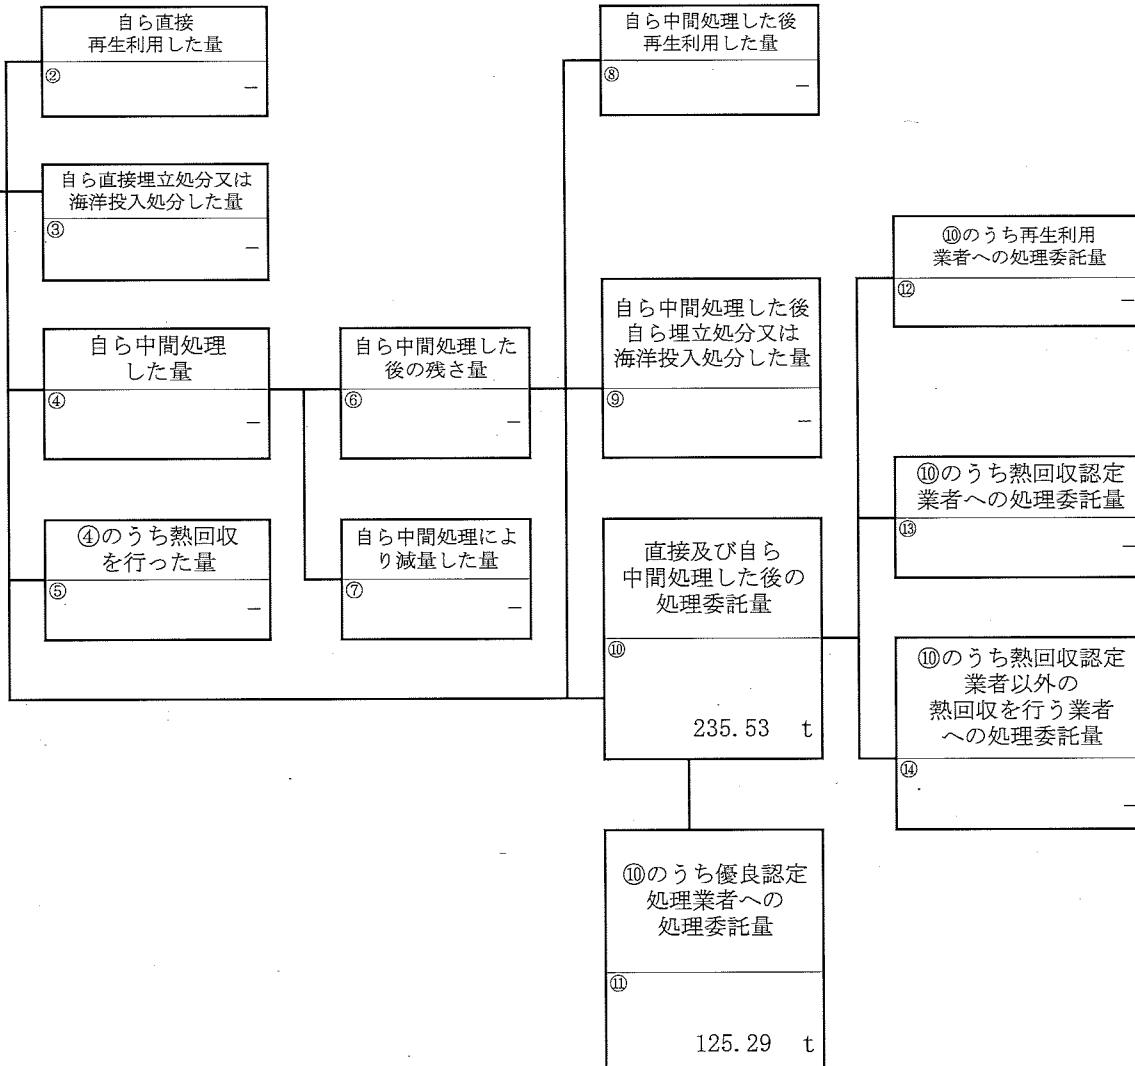 自ら直接
再生利用した量
②
－
自ら中間処理した後
再生利用した量
⑧
－
自ら直接埋立処分又は
海洋投入処分した量
③
－
⑩のうち再生利用
業者への処理委託量
⑫
－
自ら中間処理
した量
④
－
自ら中間処理した
後の残さ量
⑥
－
自ら中間処理した後
自ら埋立処分又は
海洋投入処分した量
⑨
－
⑩のうち熱回収認定
業者への処理委託量
⑬
－
④のうち熱回収
を行った量
⑤
－
自ら中間処理によ
り減量した量
⑦
－
直接及び自ら
中間処理した後の
処理委託量
⑩
235.53 t
⑩のうち熱回収認定
業者以外の
熱回収を行う業者
への処理委託量
⑭
－
⑩のうち優良認定
処理業者への
処理委託量
⑪
125.29 t